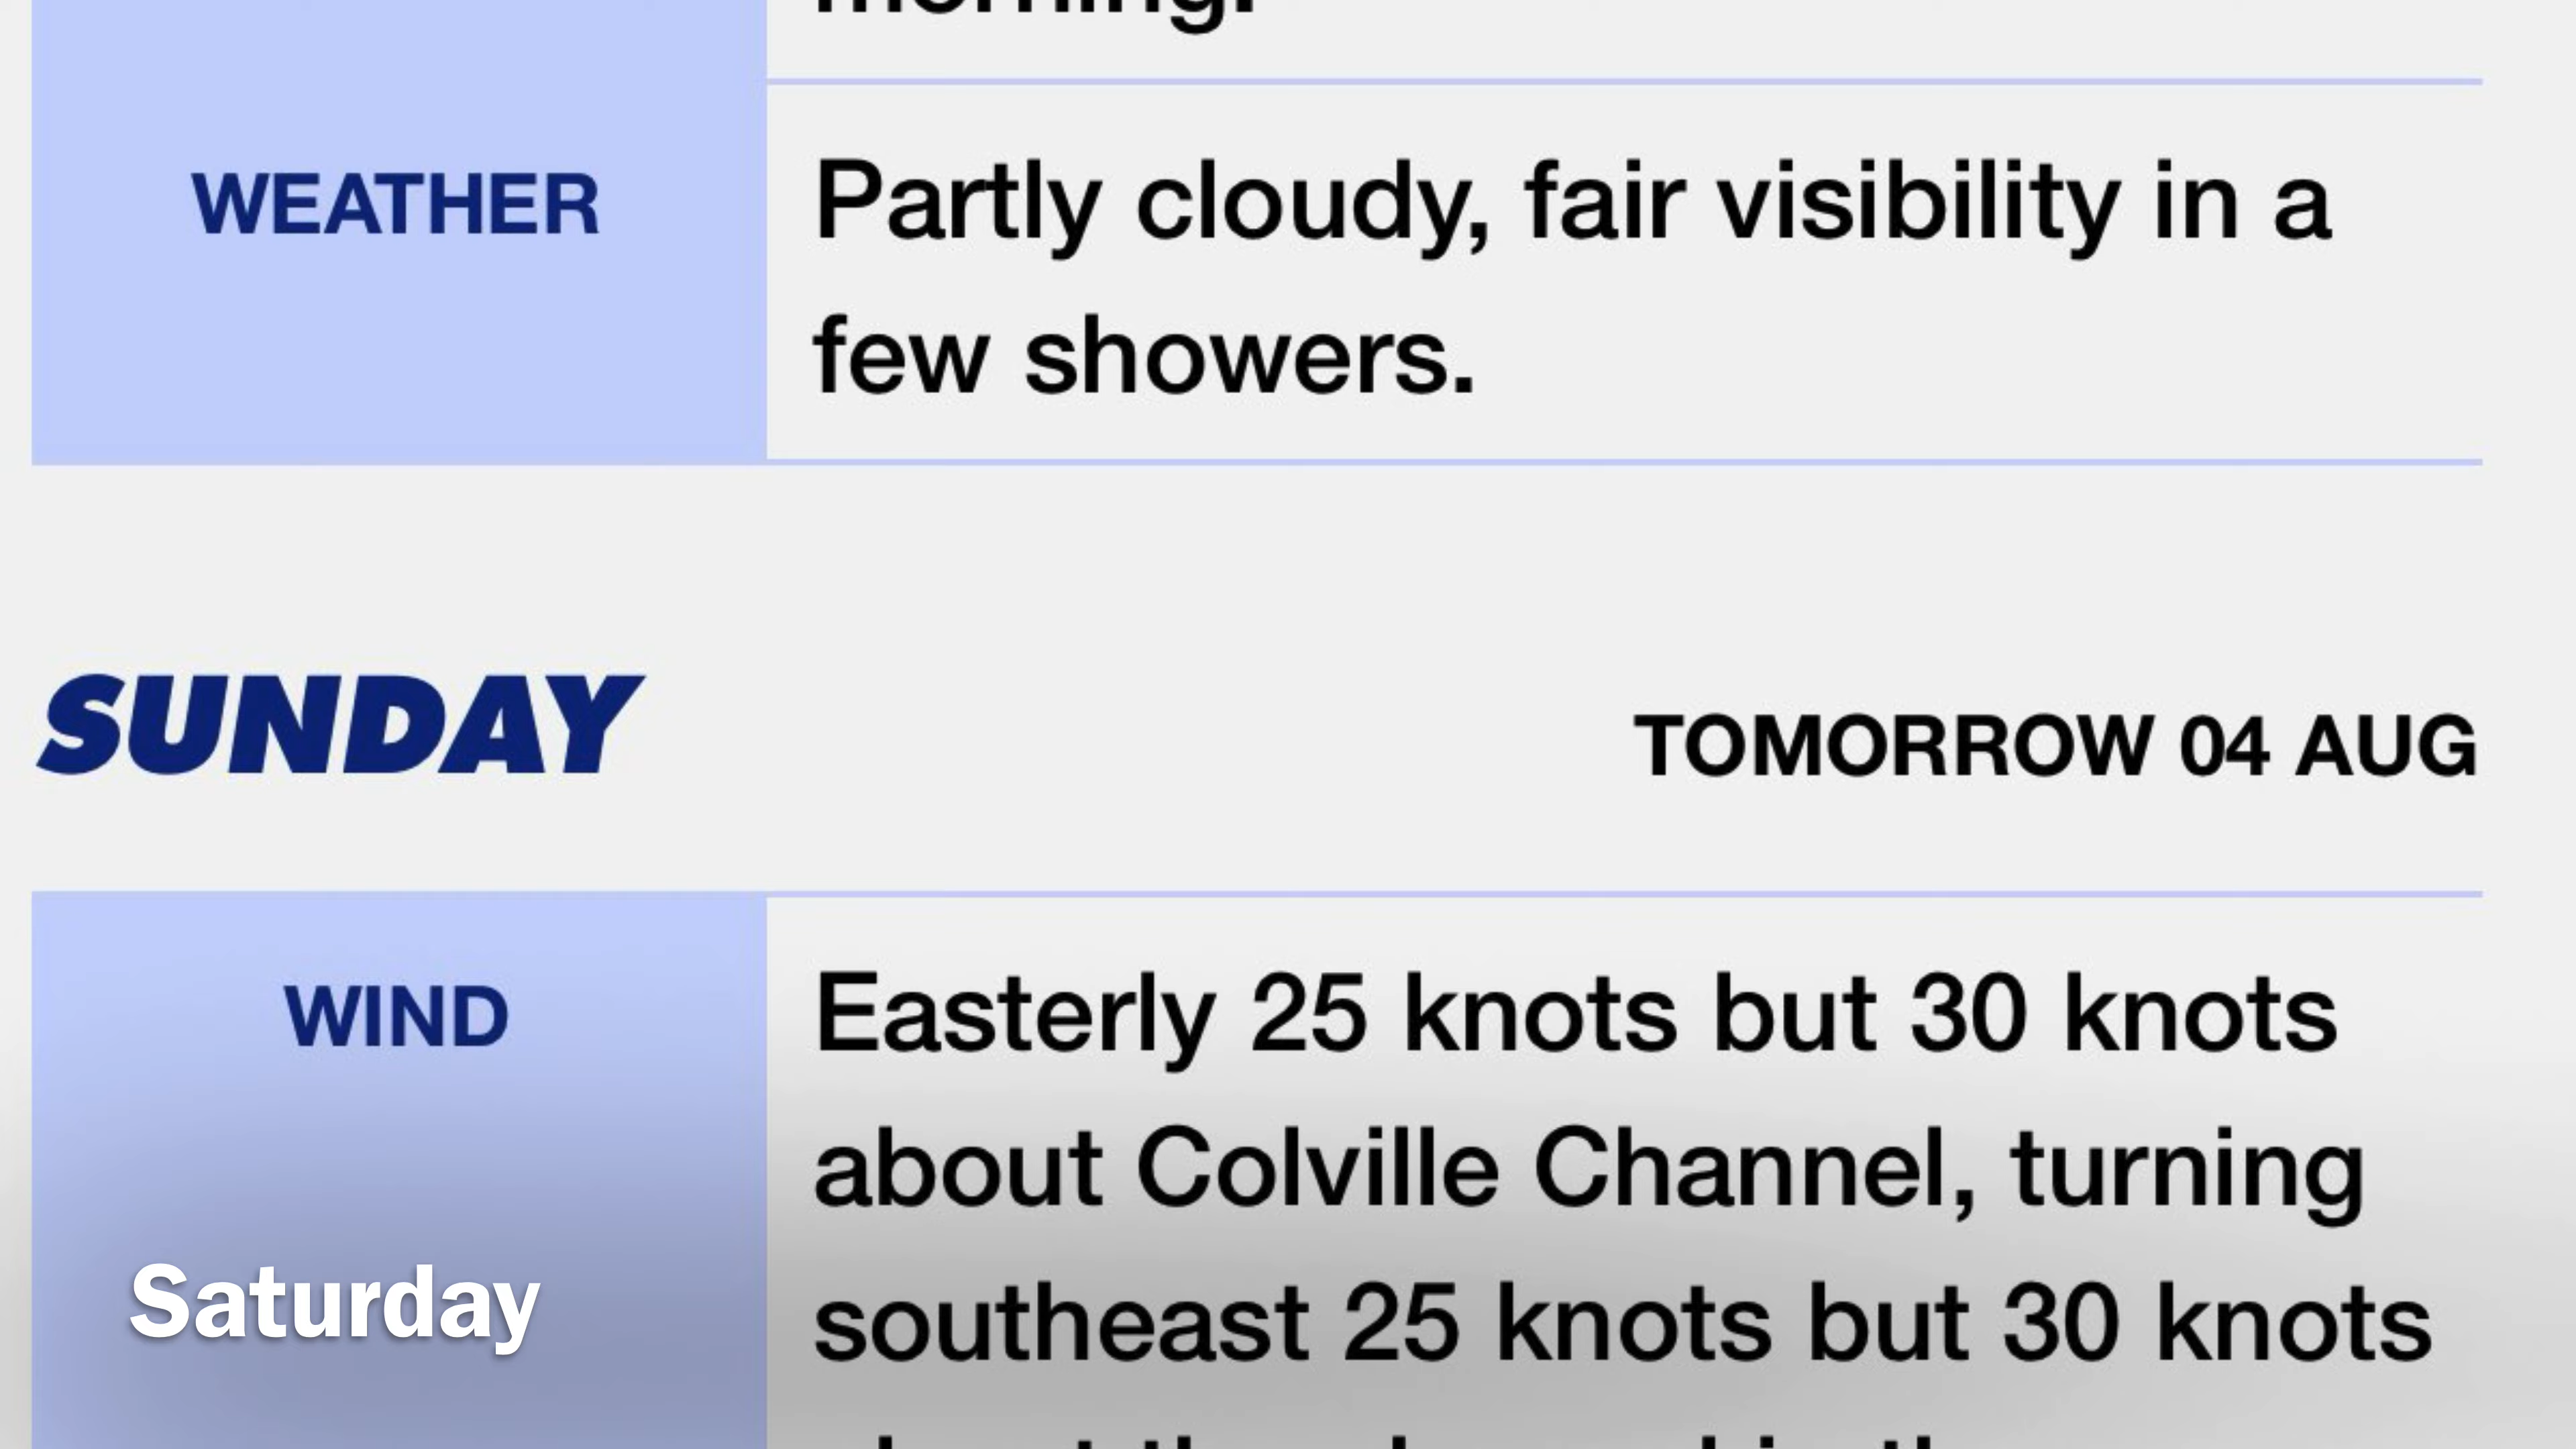 morning.
WEATHER
Partly cloudy, fair visibility in a
few showers.
SUNDAY
TOMORROW 04 AUG
WIND
Easterly 25 knots but 30 knots
about Colville Channel, turning
southeast 25 knots but 30 knots
Saturday